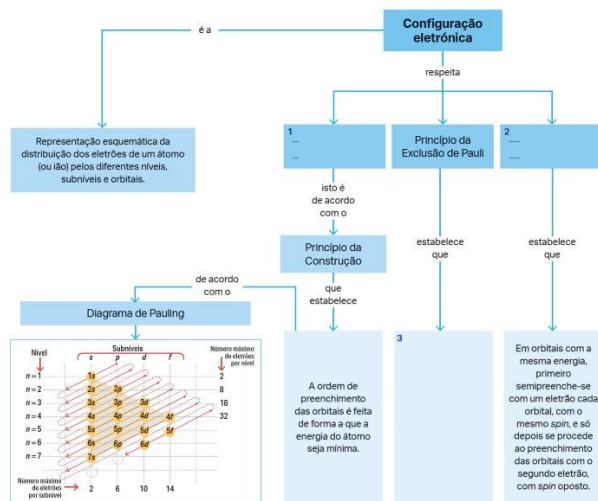 Configuração
eletrónica
é a
respeita
Representação esquemática da
distribuição dos eletrões de um átomo
(ou ião) pelos diferentes níveis,
subníveis e orbitais.
1
Princípio da
Exclusão de Pauli
2
isto é
de acordo
com o
Princípio da
Construção
estabelece
que
estabelece
que
de acordo
com o
que
estabelece
Diagrama de Pauling
Nível
Subníveis
s p d f
Número máximo
de eletrões
por nível
n = 1 1s 2
n = 2 2s 2p 8
n = 3 3s 3p 3d 18
n = 4 4s 4p 4d 4f 32
n = 5 5s 5p 5d 5f
n = 6 6s 6p 6d
n = 7 7s
Número máximo
de eletrões
por subnível
2 6 10 14
A ordem de
preenchimento
das orbitais é feita
de forma a que a
energia do átomo
seja mínima.
3
Em orbitais com a
mesma energia,
primeiro
semipreenche-se
com um eletrão cada
orbital, com o
mesmo spin, e só
depois se procede
ao preenchimento
das orbitais com o
segundo eletrão,
com spin oposto.